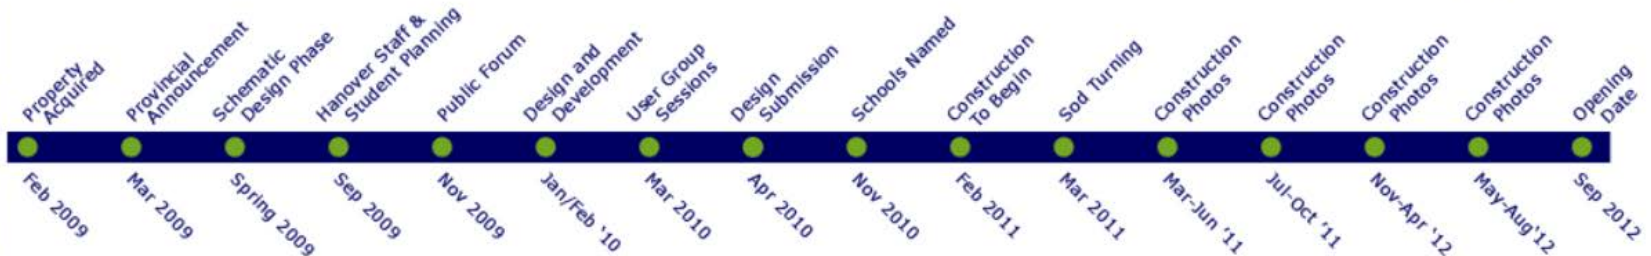 Property
Acquired
Provincial
Announcement
Schematic
Design Phase
Hanover Staff &
Student Planning
Public Forum
Design and
Development
User Group
Sessions
Design
Submission
Schools Named
Construction
To Begin
Sod Turning
Construction
Photos
Construction
Photos
Construction
Photos
Construction
Photos
Opening
Date
Feb 2009
Mar 2009
Spring 2009
Sep 2009
Nov 2009
Jan/Feb '10
Mar 2010
Apr 2010
Nov 2010
Feb 2011
Mar 2011
Mar-Jun '11
Jul-Oct '11
Nov-Apr '12
May-Aug'12
Sep 2012